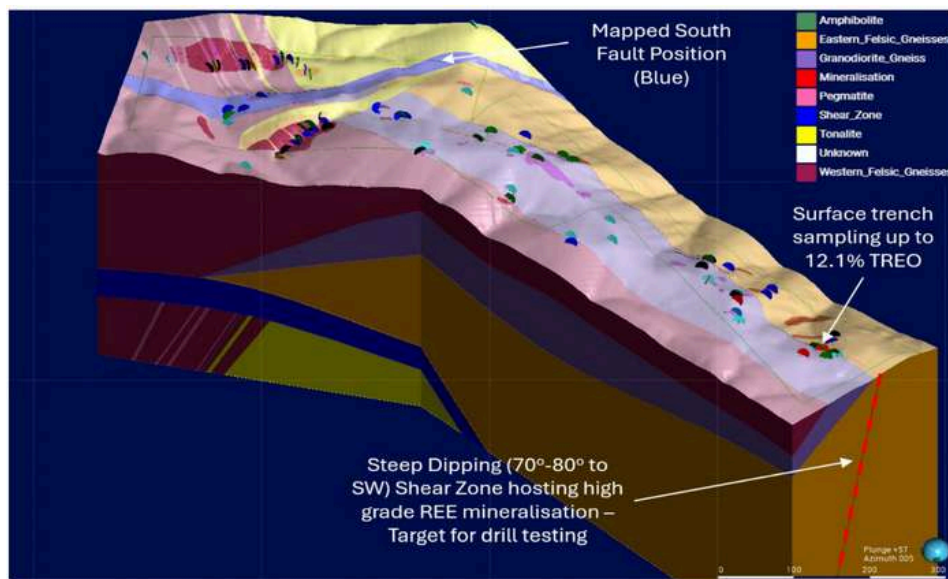 Mapped South
Fault Position
(Blue)
Amphibolite
Eastern_Felsic_Gneisses
Granodiorite_Gneiss
Mineralisation
Pegmatite
Shear_Zone
Tonalite
Unknown
Western_Felsic_Gneisses
Surface trench
sampling up to
12.1% TREO
Steep Dipping (70°-80° to
SW) Shear Zone hosting high
grade REE mineralisation –
Target for drill testing
Plunge +57
Azimuth 005
0 100 200 300